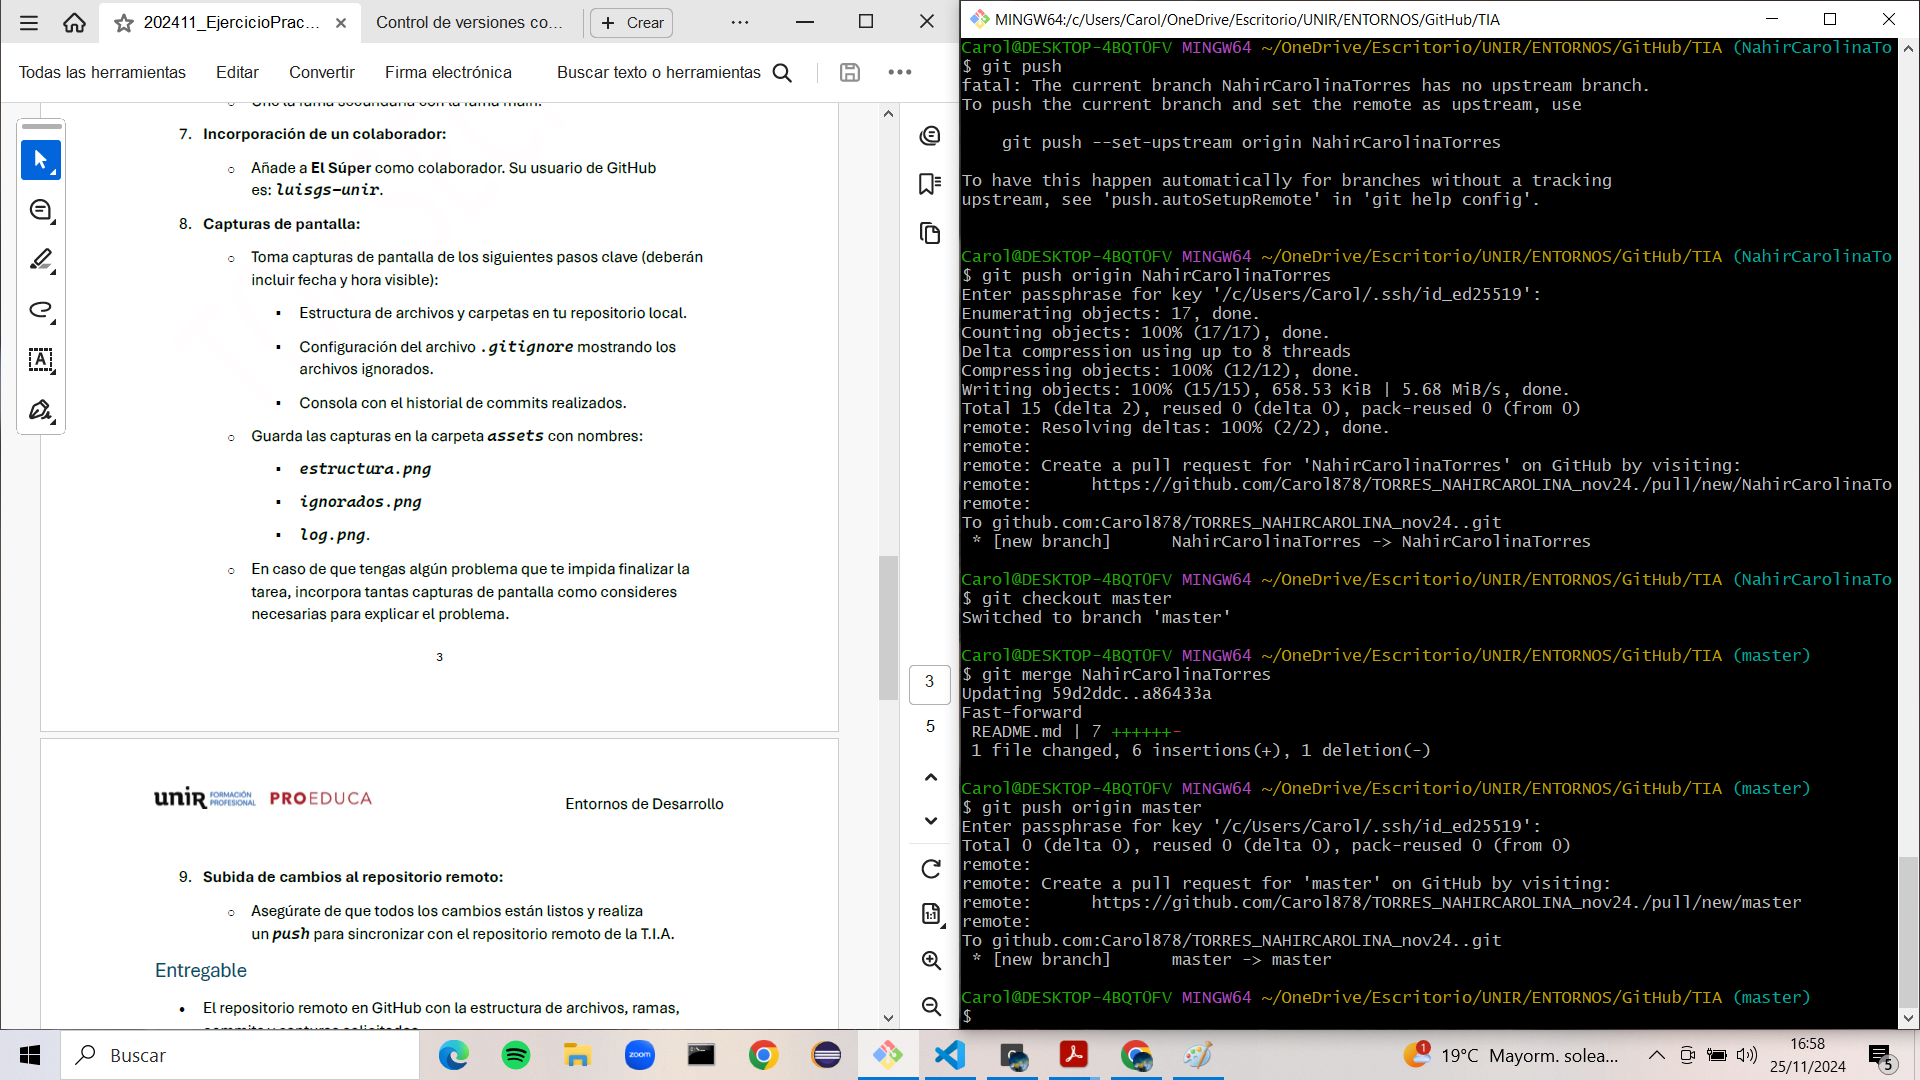 202411_EjercicioPrac...
Control de versiones co...
Crear
Todas las herramientas
Editar
Convertir
Firma electrónica
Buscar texto o herramientas
Une la rama secundaria con la rama main.
7. Incorporación de un colaborador:
Añade a El Súper como colaborador. Su usuario de GitHub
es: luisgs-unir.
8. Capturas de pantalla:
Toma capturas de pantalla de los siguientes pasos clave (deberán
incluir fecha y hora visible):
Estructura de archivos y carpetas en tu repositorio local.
Configuración del archivo .gitignore mostrando los
archivos ignorados.
Consola con el historial de commits realizados.
Guarda las capturas en la carpeta assets con nombres:
estructura.png
ignorados.png
log.png.
En caso de que tengas algún problema que te impida finalizar la
tarea, incorpora tantas capturas de pantalla como consideres
necesarias para explicar el problema.
3
unir FORMACIÓN PROFESIONAL PROEDUCA
Entornos de Desarrollo
9. Subida de cambios al repositorio remoto:
Asegúrate de que todos los cambios están listos y realiza
un push para sincronizar con el repositorio remoto de la T.I.A.
Entregable
El repositorio remoto en GitHub con la estructura de archivos, ramas,
3
5
MINGW64:/c/Users/Carol/OneDrive/Escritorio/UNIR/ENTORNOS/GitHub/TIA
Carol@DESKTOP-4BQT0FV MINGW64 ~/OneDrive/Escritorio/UNIR/ENTORNOS/GitHub/TIA (NahirCarolinaTo
$ git push
fatal: The current branch NahirCarolinaTorres has no upstream branch.
To push the current branch and set the remote as upstream, use
git push --set-upstream origin NahirCarolinaTorres
To have this happen automatically for branches without a tracking
upstream, see 'push.autoSetupRemote' in 'git help config'.
Carol@DESKTOP-4BQT0FV MINGW64 ~/OneDrive/Escritorio/UNIR/ENTORNOS/GitHub/TIA (NahirCarolinaTo
$ git push origin NahirCarolinaTorres
Enter passphrase for key '/c/Users/Carol/.ssh/id_ed25519':
Enumerating objects: 17, done.
Counting objects: 100% (17/17), done.
Delta compression using up to 8 threads
Compressing objects: 100% (12/12), done.
Writing objects: 100% (15/15), 658.53 KiB | 5.68 MiB/s, done.
Total 15 (delta 2), reused 0 (delta 0), pack-reused 0 (from 0)
remote: Resolving deltas: 100% (2/2), done.
remote:
remote: Create a pull request for 'NahirCarolinaTorres' on GitHub by visiting:
remote: https://github.com/Carol878/TORRES_NAHIRCAROLINA_nov24./pull/new/NahirCarolinaTo
remote:
To github.com:Carol878/TORRES_NAHIRCAROLINA_nov24..git
* [new branch] NahirCarolinaTorres -> NahirCarolinaTorres
Carol@DESKTOP-4BQT0FV MINGW64 ~/OneDrive/Escritorio/UNIR/ENTORNOS/GitHub/TIA (NahirCarolinaTo
$ git checkout master
Switched to branch 'master'
Carol@DESKTOP-4BQT0FV MINGW64 ~/OneDrive/Escritorio/UNIR/ENTORNOS/GitHub/TIA (master)
$ git merge NahirCarolinaTorres
Updating 59d2ddc..a86433a
Fast-forward
README.md | 7 ++++++-
1 file changed, 6 insertions(+), 1 deletion(-)
Carol@DESKTOP-4BQT0FV MINGW64 ~/OneDrive/Escritorio/UNIR/ENTORNOS/GitHub/TIA (master)
$ git push origin master
Enter passphrase for key '/c/Users/Carol/.ssh/id_ed25519':
Total 0 (delta 0), reused 0 (delta 0), pack-reused 0 (from 0)
remote:
remote: Create a pull request for 'master' on GitHub by visiting:
remote: https://github.com/Carol878/TORRES_NAHIRCAROLINA_nov24./pull/new/master
remote:
To github.com:Carol878/TORRES_NAHIRCAROLINA_nov24..git
* [new branch] master -> master
Carol@DESKTOP-4BQT0FV MINGW64 ~/OneDrive/Escritorio/UNIR/ENTORNOS/GitHub/TIA (master)
$
Buscar
zoom
1
19°C Mayorm. solea...
16:58
25/11/2024
5